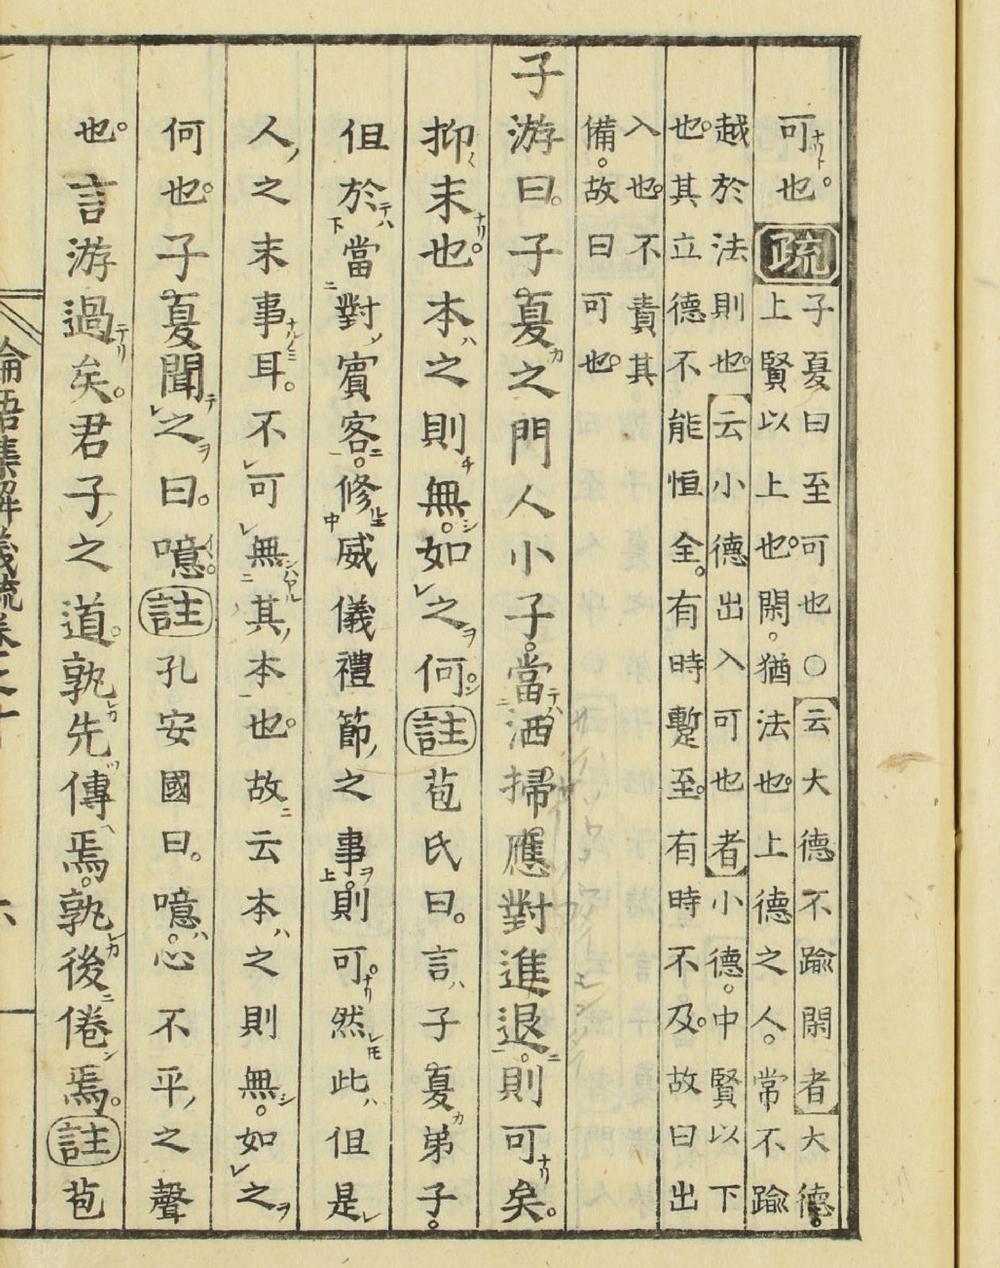 可也疏子夏曰至可也○云大德不踰閑者大德
上賢以上也閑猶法也上德之人常不踰
越於法則也云小德出入可也者小德中賢以下
也其立德不能恒全有時蹔至有時不及故曰出
入也不責其
備故曰可也
子游曰子夏之門人小子當洒掃應對進退則可矣
抑末也本之則無如之何註苞氏曰言子夏弟子
但於當對賓客修威儀禮節之事則可然此但是
人之末事耳不可無其本也故云本之則無如之
何也子夏聞之曰噫註孔安國曰噫心不平之聲
也言游過矣君子之道孰先傳焉孰後倦焉註苞
論語集解義疏卷之十